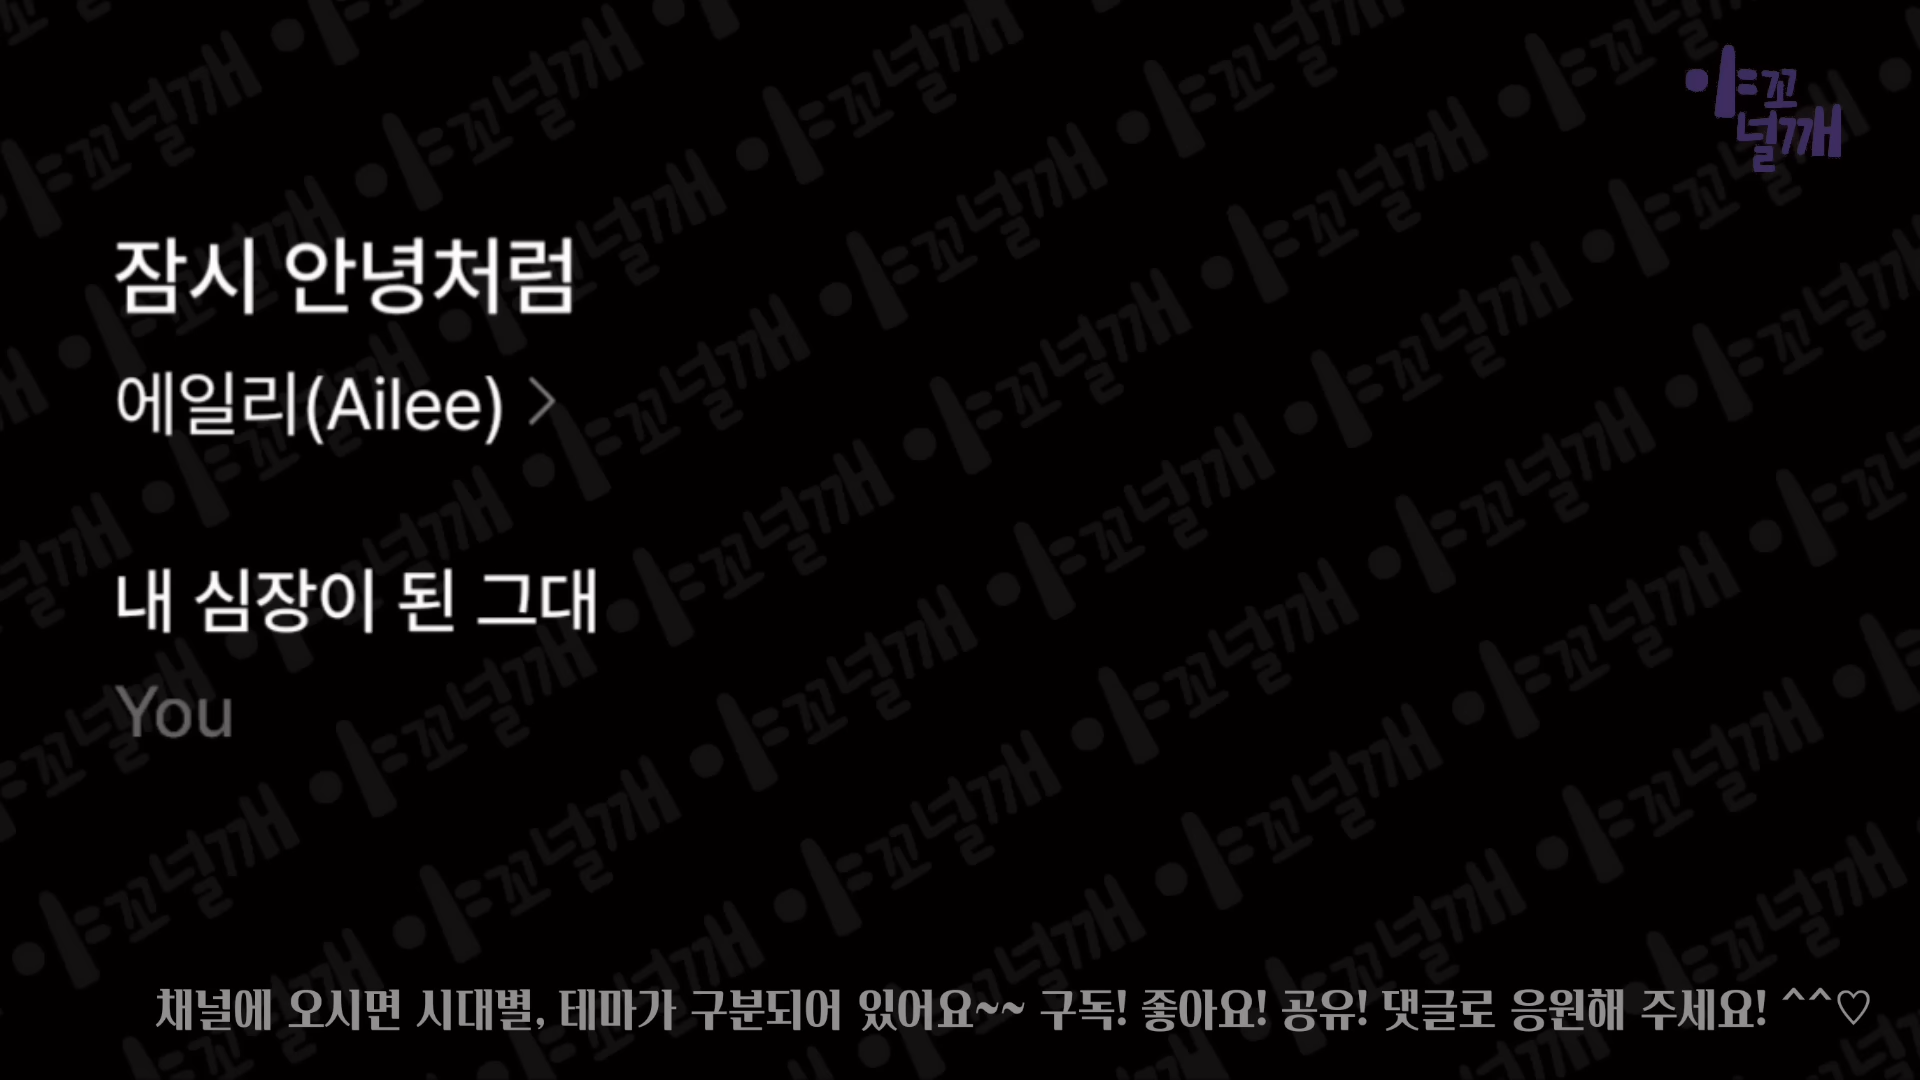 야꼬
널깨
잠시 안녕처럼
에일리(Ailee) >
내 심장이 된 그대
You
채널에 오시면 시대별, 테마가 구분되어 있어요~~ 구독! 좋아요! 공유! 댓글로 응원해 주세요! ^^♡